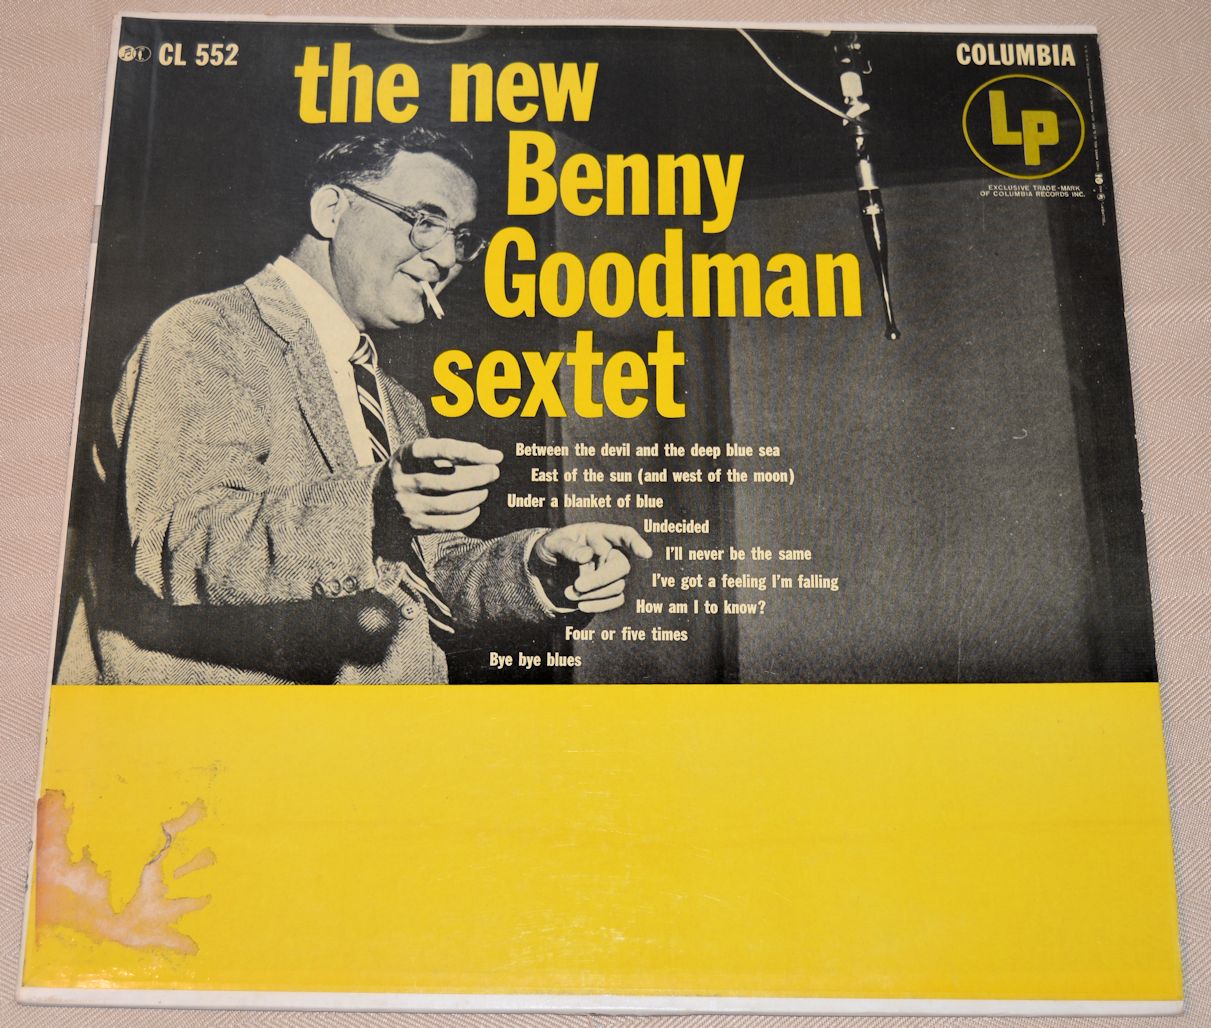 CL 552
COLUMBIA
the new
Benny
Goodman
sextet
LP
EXCLUSIVE TRADE-MARK
OF COLUMBIA RECORDS INC.
Between the devil and the deep blue sea
East of the sun (and west of the moon)
Under a blanket of blue
Undecided
I'll never be the same
I've got a feeling I'm falling
How am I to know?
Four or five times
Bye bye blues